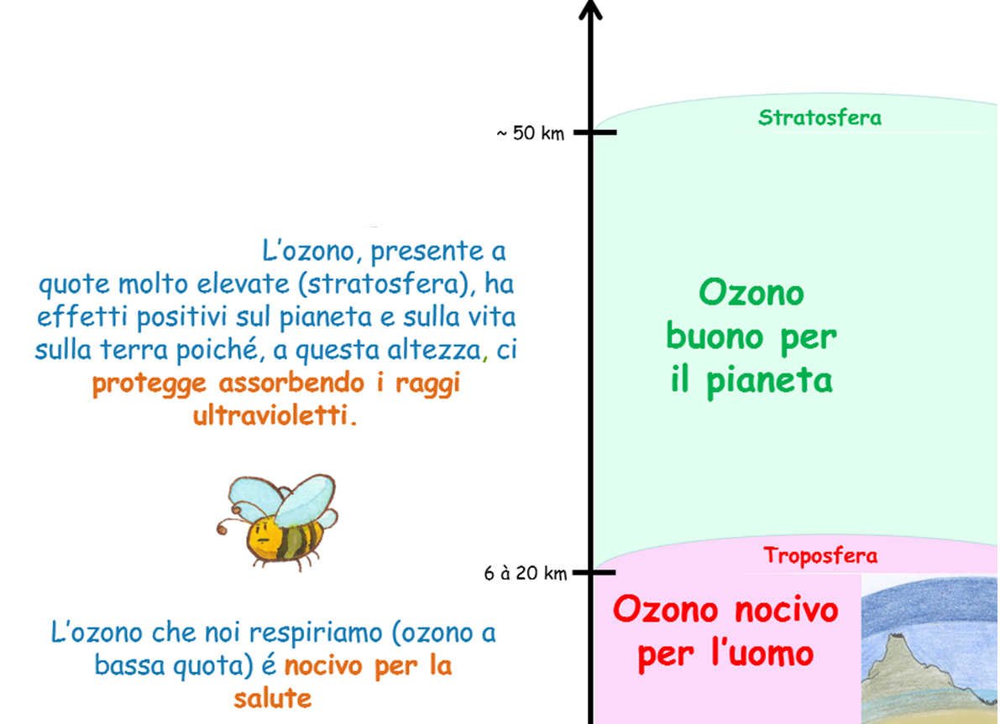 Stratosfera
~ 50 km
L'ozono, presente a
quote molto elevate (stratosfera), ha
effetti positivi sul pianeta e sulla vita
sulla terra poiché, a questa altezza, ci
protegge assorbendo i raggi
ultravioletti.
Ozono
buono per
il pianeta
Troposfera
6 à 20 km
Ozono nocivo
per l'uomo
L'ozono che noi respiriamo (ozono a
bassa quota) é nocivo per la
salute